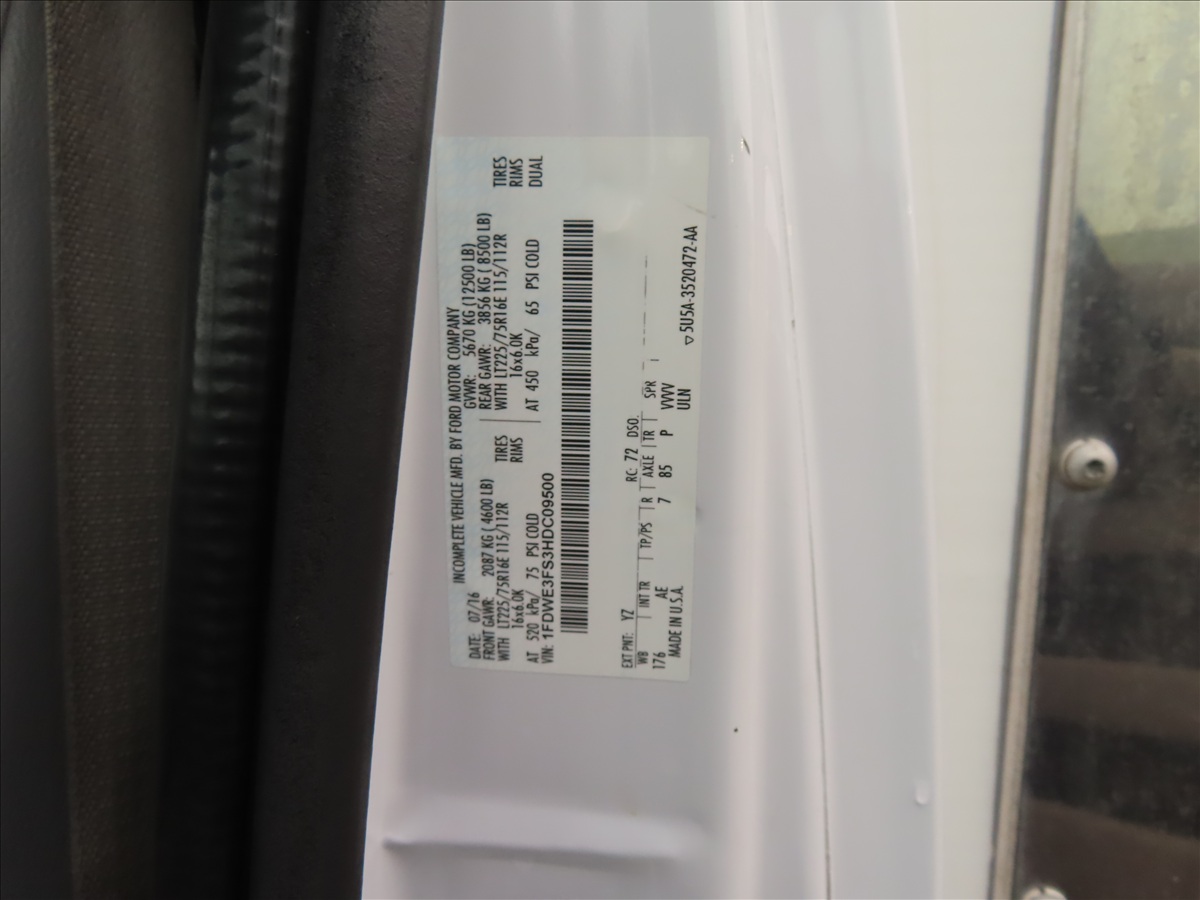 INCOMPLETE VEHICLE MFD. BY FORD MOTOR COMPANY
DATE: 07/16 GVWR: 5670 KG (12500 LB)
FRONT GAWR: 2087 KG ( 4600 LB) REAR GAWR: 3856 KG ( 8500 LB)
WITH LT225/75R16E 115/112R TIRES WITH LT225/75R16E 115/112R TIRES
16x6.0K RIMS 16x6.0K RIMS
AT 520 kPa/ 75 PSI COLD AT 450 kPa/ 65 PSI COLD DUAL
VIN: 1FDWE3FS3HDC09500
EXT PNT: YZ RC: 72 DSO:
WB INT TR TP/PS R AXLE TR SPR
176 AE 7 85 P VVVV
MADE IN U.S.A. ULN
▽5U5A-3520472-AA